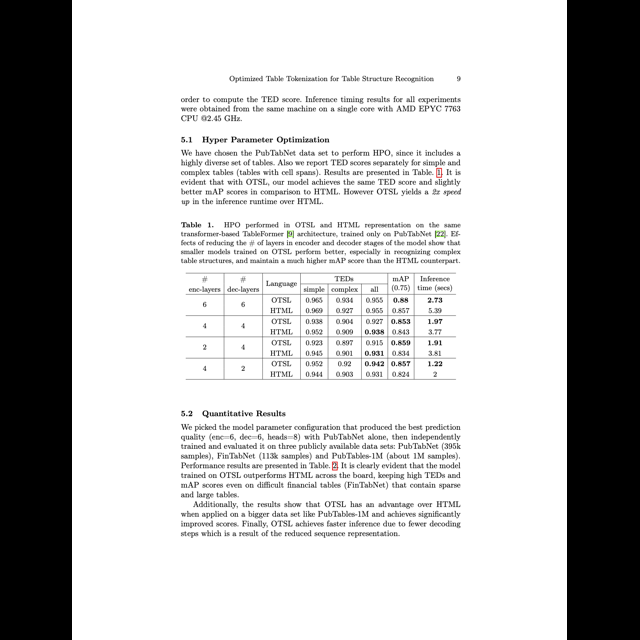 Optimized Table Tokenization for Table Structure Recognition 9
order to compute the TED score. Inference timing results for all experiments
were obtained from the same machine on a single core with AMD EPYC 7763
CPU @2.45 GHz.
5.1 Hyper Parameter Optimization
We have chosen the PubTabNet data set to perform HPO, since it includes a
highly diverse set of tables. Also we report TED scores separately for simple and
complex tables (tables with cell spans). Results are presented in Table. 1. It is
evident that with OTSL, our model achieves the same TED score and slightly
better mAP scores in comparison to HTML. However OTSL yields a 2x speed
up in the inference runtime over HTML.
Table 1. HPO performed in OTSL and HTML representation on the same
transformer-based TableFormer [9] architecture, trained only on PubTabNet [22]. Ef-
fects of reducing the # of layers in encoder and decoder stages of the model show that
smaller models trained on OTSL perform better, especially in recognizing complex
table structures, and maintain a much higher mAP score than the HTML counterpart.
# # Language TEDs mAP Inference
enc-layers dec-layers simple complex all (0.75) time (secs)
6 6 OTSL 0.965 0.934 0.955 0.88 2.73
HTML 0.969 0.927 0.955 0.857 5.39
4 4 OTSL 0.938 0.904 0.927 0.853 1.97
HTML 0.952 0.909 0.938 0.843 3.77
2 4 OTSL 0.923 0.897 0.915 0.859 1.91
HTML 0.945 0.901 0.931 0.834 3.81
4 2 OTSL 0.952 0.92 0.942 0.857 1.22
HTML 0.944 0.903 0.931 0.824 2
5.2 Quantitative Results
We picked the model parameter configuration that produced the best prediction
quality (enc=6, dec=6, heads=8) with PubTabNet alone, then independently
trained and evaluated it on three publicly available data sets: PubTabNet (395k
samples), FinTabNet (113k samples) and PubTables-1M (about 1M samples).
Performance results are presented in Table. 2. It is clearly evident that the model
trained on OTSL outperforms HTML across the board, keeping high TEDs and
mAP scores even on difficult financial tables (FinTabNet) that contain sparse
and large tables.
Additionally, the results show that OTSL has an advantage over HTML
when applied on a bigger data set like PubTables-1M and achieves significantly
improved scores. Finally, OTSL achieves faster inference due to fewer decoding
steps which is a result of the reduced sequence representation.